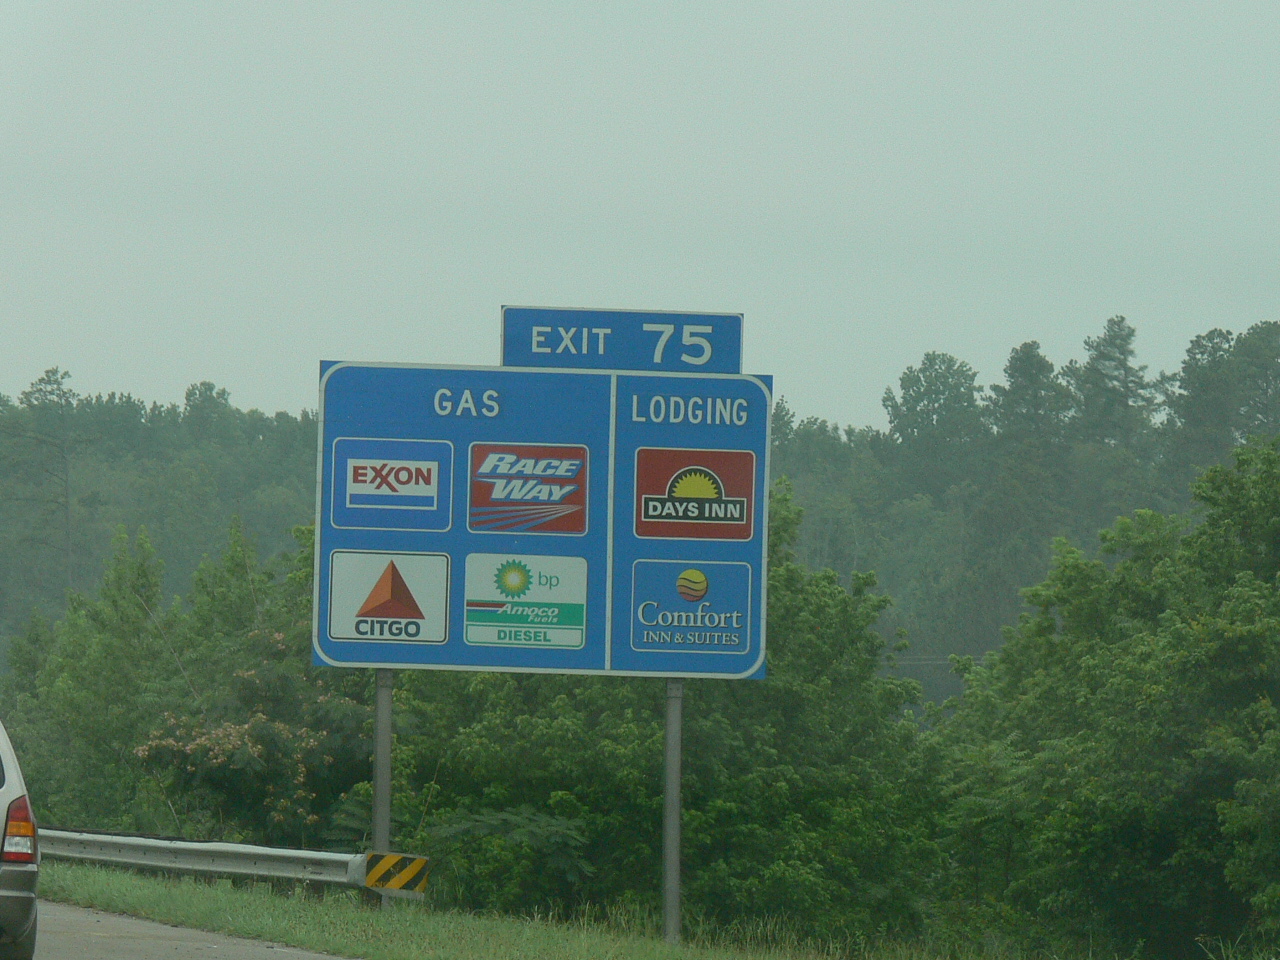 EXIT 75
GAS
LODGING
EXXON
RACE
WAY
DAYS INN
CITGO
bp
Amoco
Fuels
DIESEL
Comfort
INN & SUITES